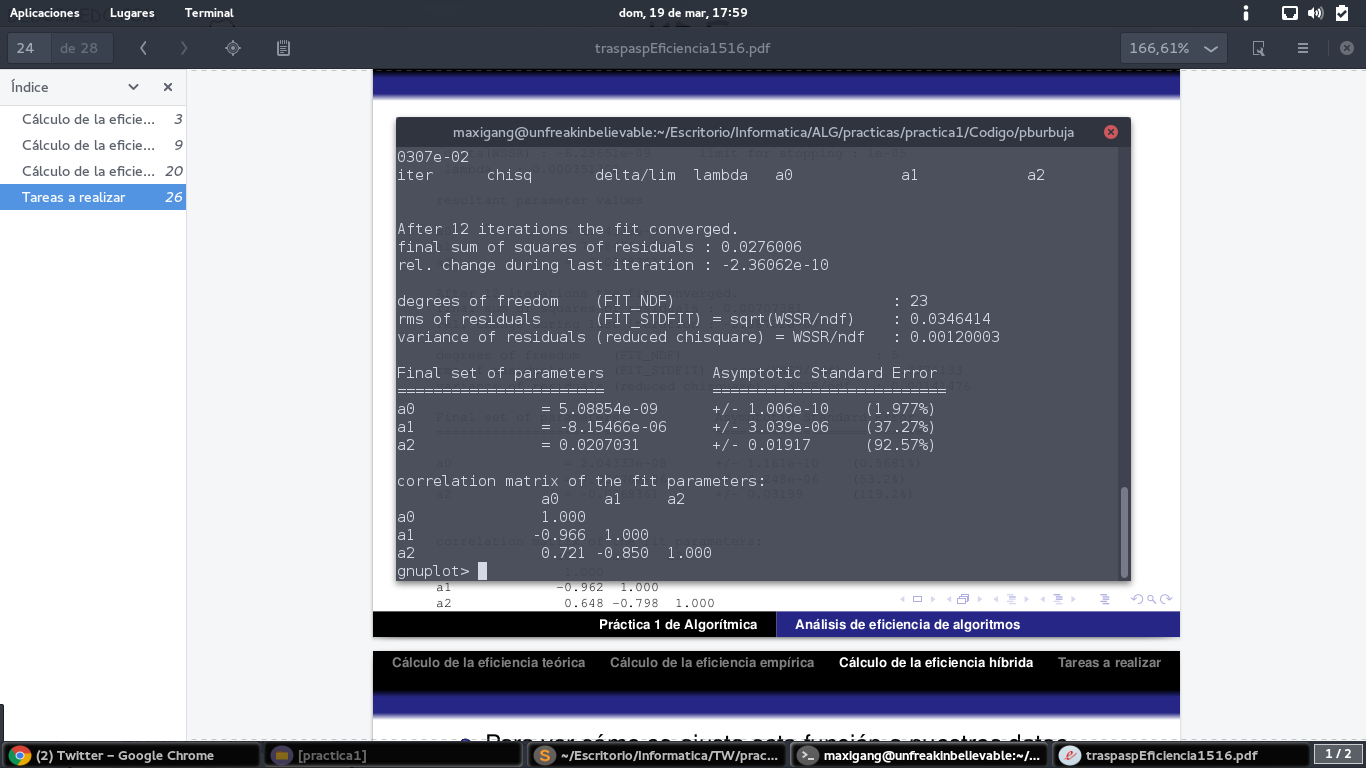 Aplicaciones Lugares Terminal dom, 19 de mar, 17:59
24 de 28 traspaspEficiencia1516.pdf 166,61%
Índice
Cálculo de la eficie... 3
Cálculo de la eficie... 9
Cálculo de la eficie... 20
Tareas a realizar 26
maxigang@unfreakinbelievable:~/Escritorio/Informatica/ALG/practicas/practica1/Codigo/pburbuja
0307e-02
iter chisq delta/lim lambda a0 a1 a2
After 12 iterations the fit converged.
final sum of squares of residuals : 0.0276006
rel. change during last iteration : -2.36062e-10
degrees of freedom (FIT_NDF) : 23
rms of residuals (FIT_STDFIT) = sqrt(WSSR/ndf) : 0.0346414
variance of residuals (reduced chisquare) = WSSR/ndf : 0.00120003
Final set of parameters Asymptotic Standard Error
======================= ==========================
a0 = 5.08854e-09 +/- 1.006e-10 (1.977%)
a1 = -8.15466e-06 +/- 3.039e-06 (37.27%)
a2 = 0.0207031 +/- 0.01917 (92.57%)
correlation matrix of the fit parameters:
a0 a1 a2
a0 1.000
a1 -0.966 1.000
a2 0.721 -0.850 1.000
gnuplot>
a1 -0.962 1.000
a2 0.648 -0.798 1.000
Práctica 1 de Algorítmica Análisis de eficiencia de algoritmos
Cálculo de la eficiencia teórica Cálculo de la eficiencia empírica Cálculo de la eficiencia híbrida Tareas a realizar
Para ver cómo se ajusta esta función a nuestros datos
(2) Twitter – Google Chrome [practica1] ~/Escritorio/Informatica/TW/prac... maxigang@unfreakinbelievable:~/... traspaspEficiencia1516.pdf 1 / 2